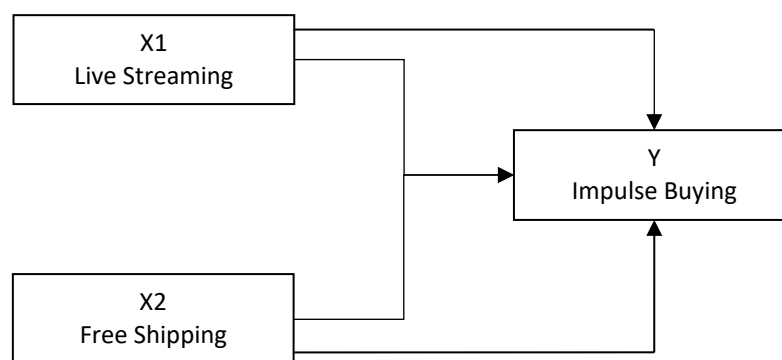 X1
Live Streaming
Y
Impulse Buying
X2
Free Shipping